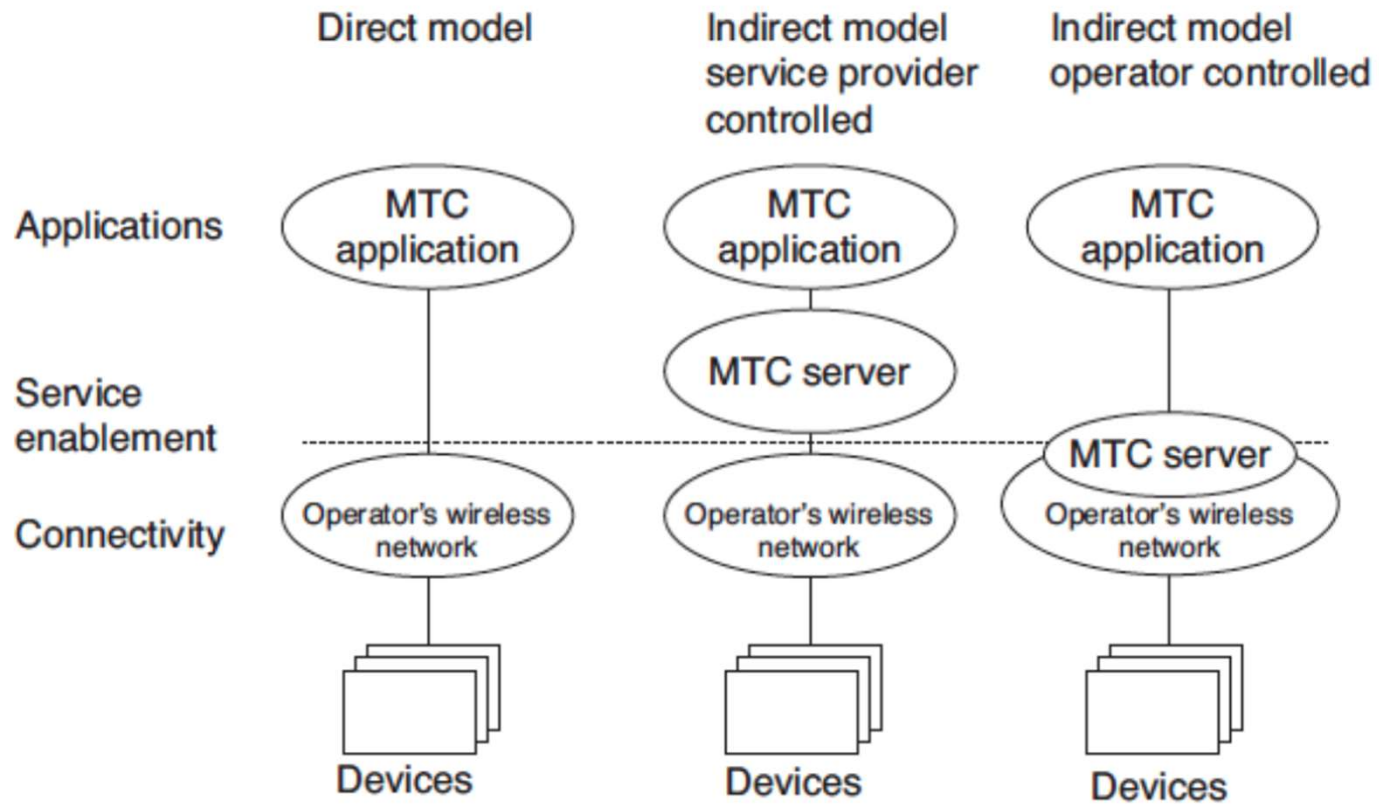 Direct model
Indirect model
service provider
controlled
Indirect model
operator controlled
Applications
MTC
application
MTC
application
MTC
application
MTC server
Service
enablement
MTC server
Connectivity
Operator's wireless
network
Operator's wireless
network
Operator's wireless
network
Devices
Devices
Devices